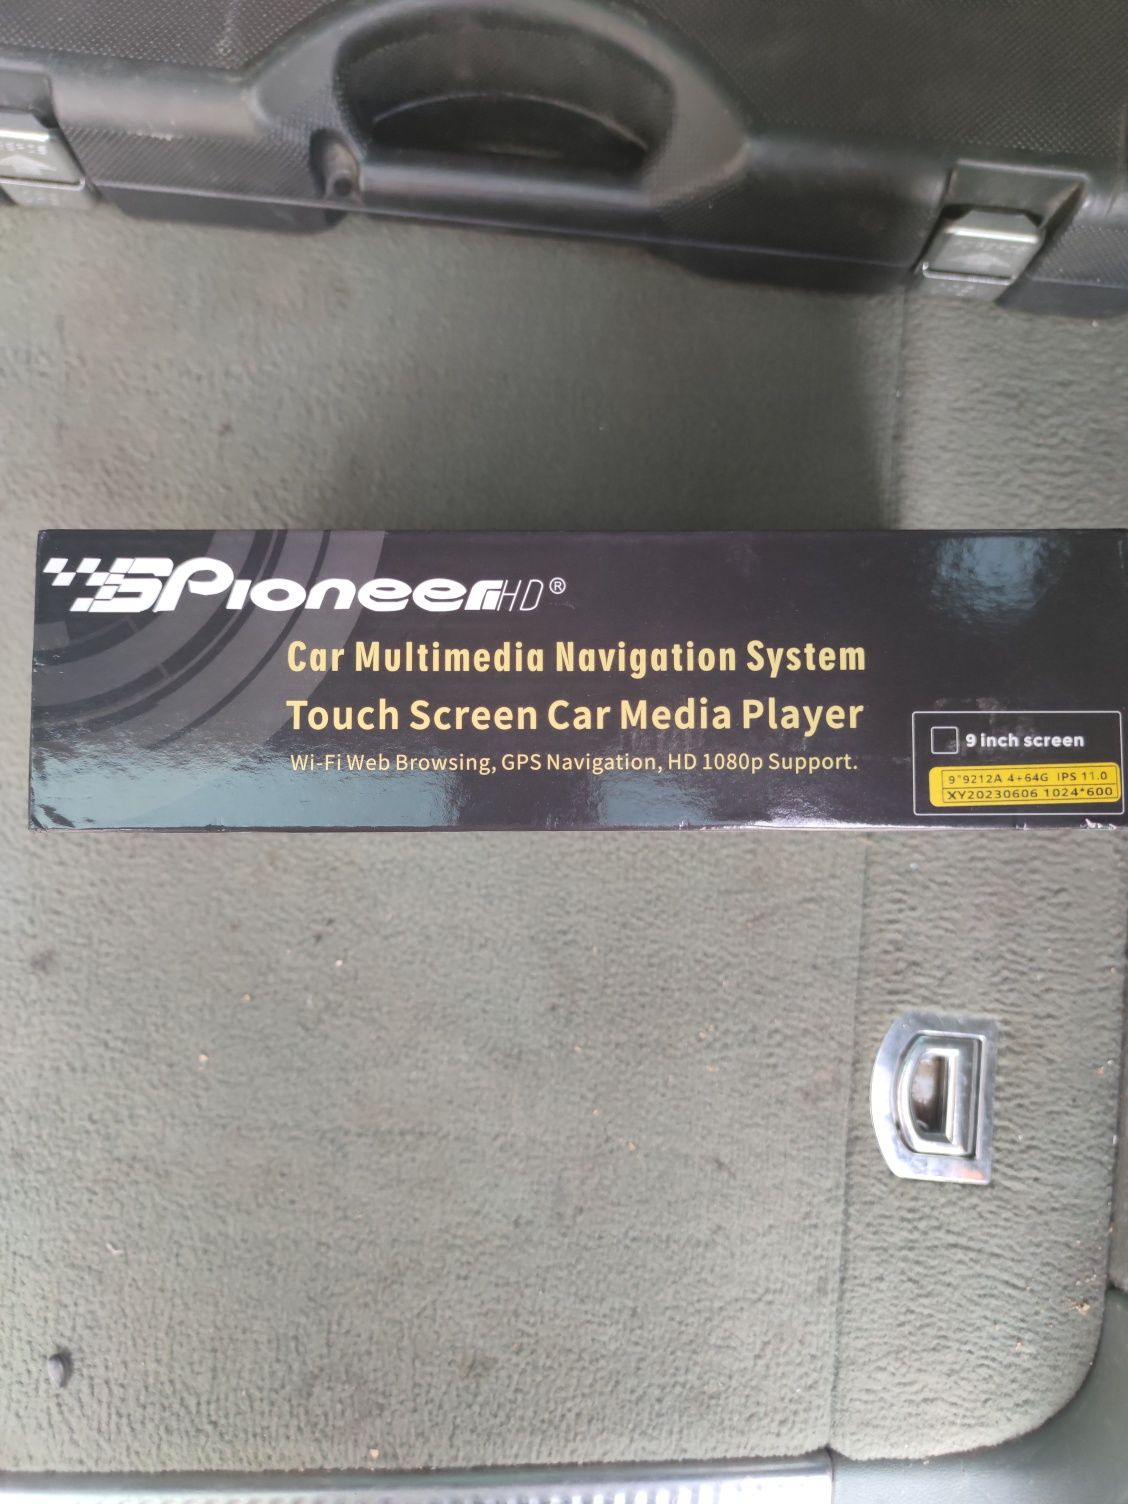 SPioneerHD®
Car Multimedia Navigation System
Touch Screen Car Media Player
Wi-Fi Web Browsing, GPS Navigation, HD 1080p Support.
9 inch screen
9"9212A 4+64G IPS 11.0
XY20230606 1024*600